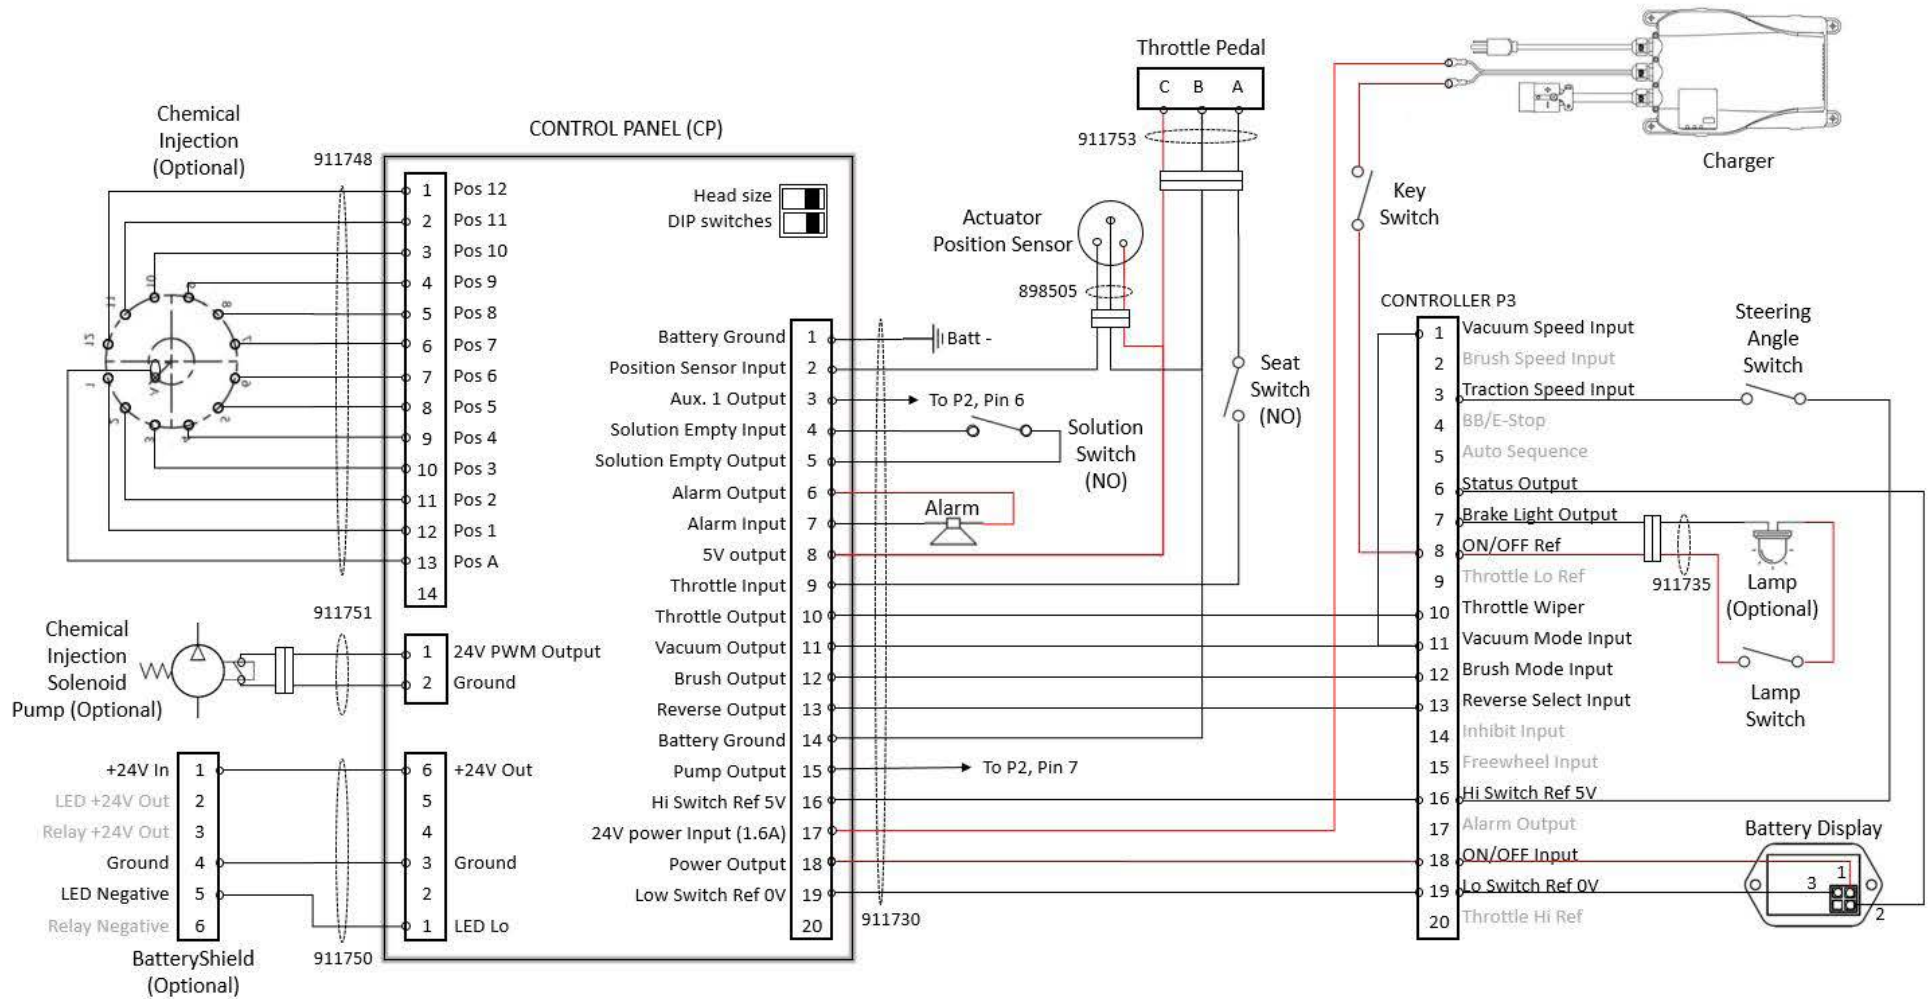 Throttle Pedal
C B A
911753
Charger
Key
Switch
Chemical
Injection
(Optional)
CONTROL PANEL (CP)
911748
1 Pos 12
2 Pos 11
3 Pos 10
4 Pos 9
5 Pos 8
6 Pos 7
7 Pos 6
8 Pos 5
9 Pos 4
10 Pos 3
11 Pos 2
12 Pos 1
13 Pos A
14
Head size
DIP switches
Actuator
Position Sensor
898505
Battery Ground 1
Batt -
Position Sensor Input 2
Aux. 1 Output 3
To P2, Pin 6
Solution Empty Input 4
Solution Empty Output 5
Solution
Switch
(NO)
Alarm Output 6
Alarm Input 7
Alarm
5V output 8
Throttle Input 9
Throttle Output 10
Vacuum Output 11
Brush Output 12
Reverse Output 13
Battery Ground 14
Pump Output 15
To P2, Pin 7
Hi Switch Ref 5V 16
24V power Input (1.6A) 17
Power Output 18
Low Switch Ref 0V 19
20
911730
Seat
Switch
(NO)
911751
Chemical
Injection
Solenoid
Pump (Optional)
1 24V PWM Output
2 Ground
+24V In 1
LED +24V Out 2
Relay +24V Out 3
Ground 4
LED Negative 5
Relay Negative 6
BatteryShield
(Optional)
6 +24V Out
5
4
3 Ground
2
1 LED Lo
911750
CONTROLLER P3
1 Vacuum Speed Input
2 Brush Speed Input
3 Traction Speed Input
4 BB/E-Stop
5 Auto Sequence
6 Status Output
7 Brake Light Output
8 ON/OFF Ref
9 Throttle Lo Ref
10 Throttle Wiper
11 Vacuum Mode Input
12 Brush Mode Input
13 Reverse Select Input
14 Inhibit Input
15 Freewheel Input
16 Hi Switch Ref 5V
17 Alarm Output
18 ON/OFF Input
19 Lo Switch Ref 0V
20 Throttle Hi Ref
Steering
Angle
Switch
911735
Lamp
(Optional)
Lamp
Switch
Battery Display
1
3
2